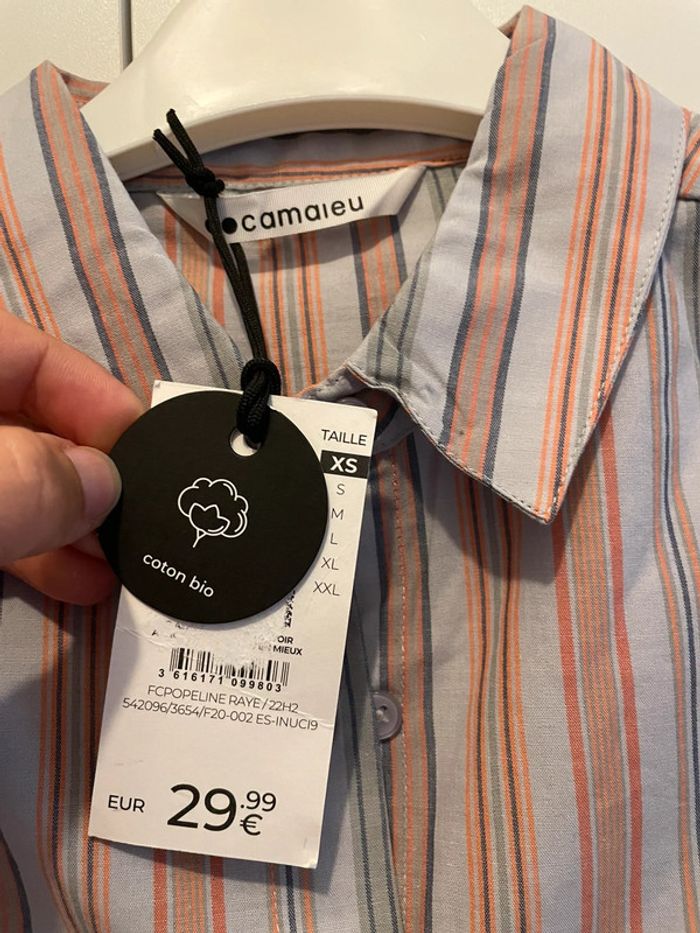 camaieu
TAILLE
XS
S
M
L
XL
XXL
coton bio
OIR
MIEUX
3 616171 099803
FCPOPELINE RAYE / 22H2
542096/3654/F20-002 ES-INUCI9
EUR 29.99 €